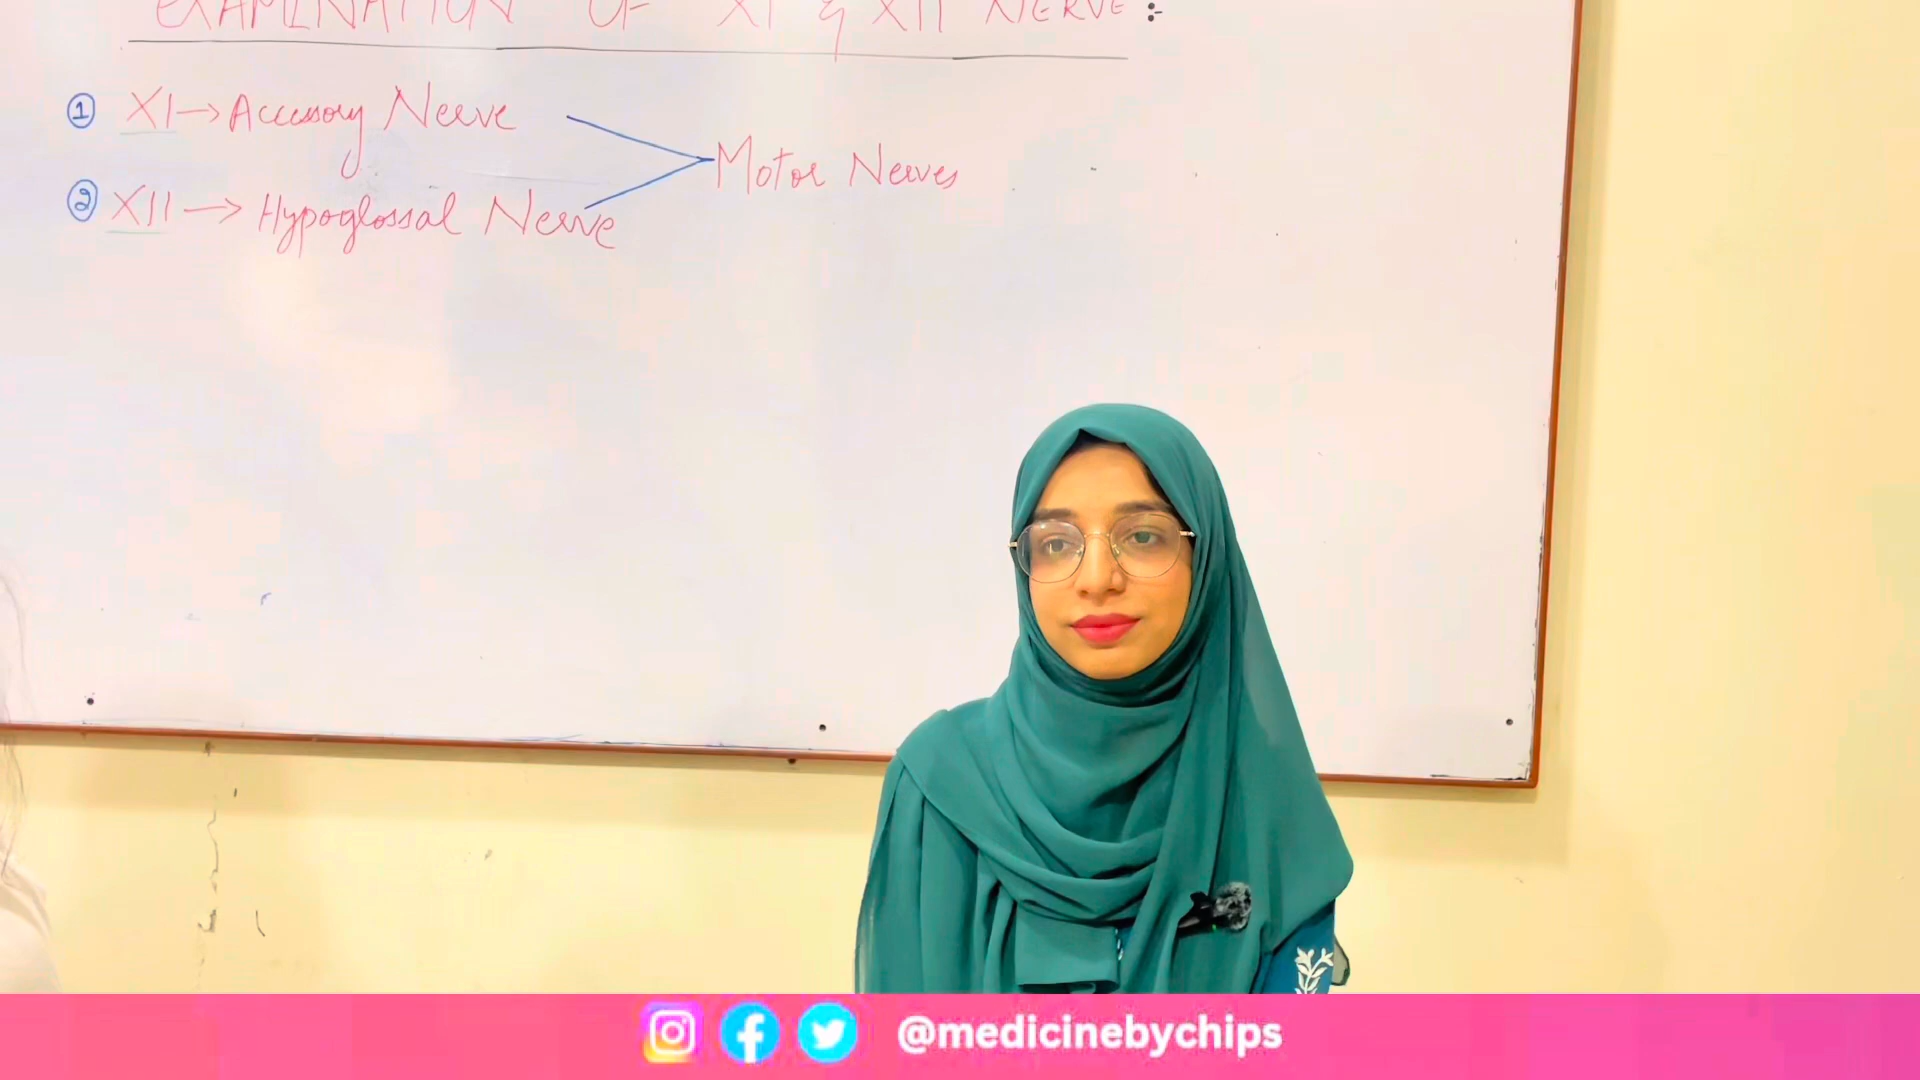 EXAMINATION OF XI & XII NERVE :-
① XI → Accessory Nerve
Motor Nerves
② XII → Hypoglossal Nerve
@medicinebychips